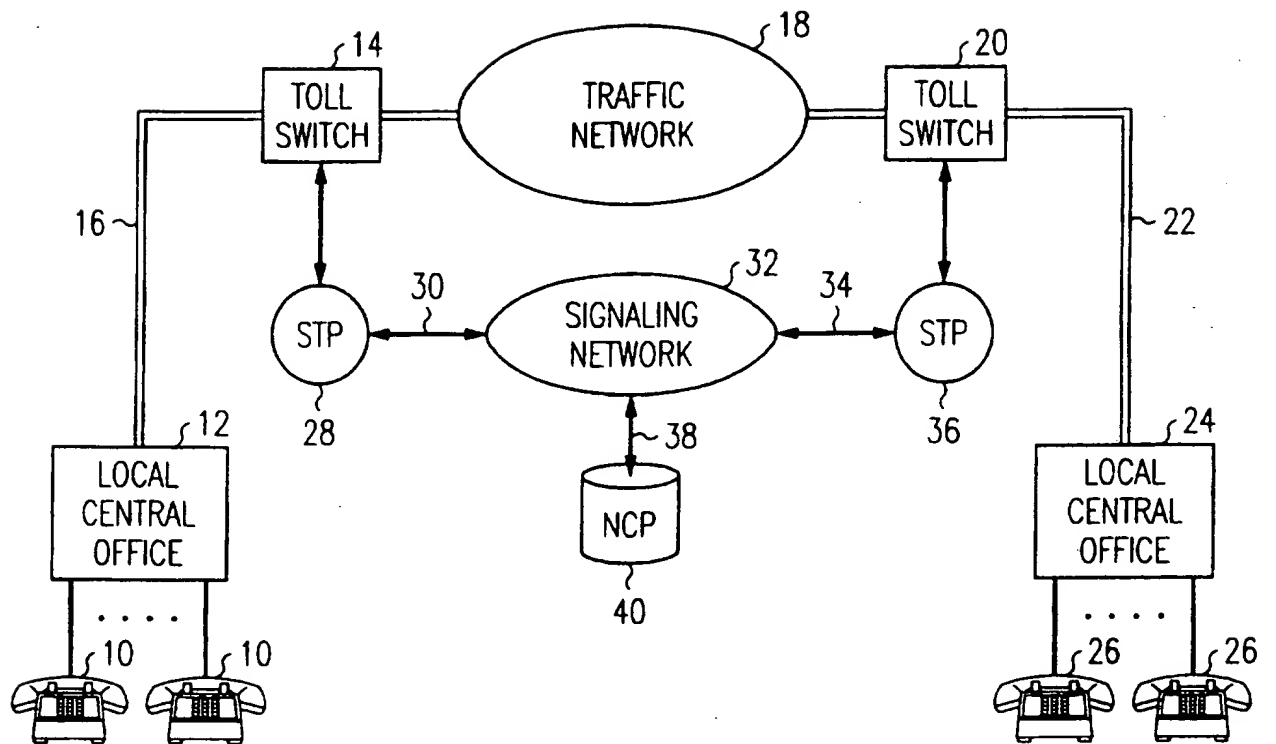 14
18
20
TOLL
SWITCH
TRAFFIC
NETWORK
TOLL
SWITCH
16
22
30
32
34
STP
SIGNALING
NETWORK
STP
28
36
12
38
24
LOCAL
CENTRAL
OFFICE
NCP
LOCAL
CENTRAL
OFFICE
40
10
10
26
26